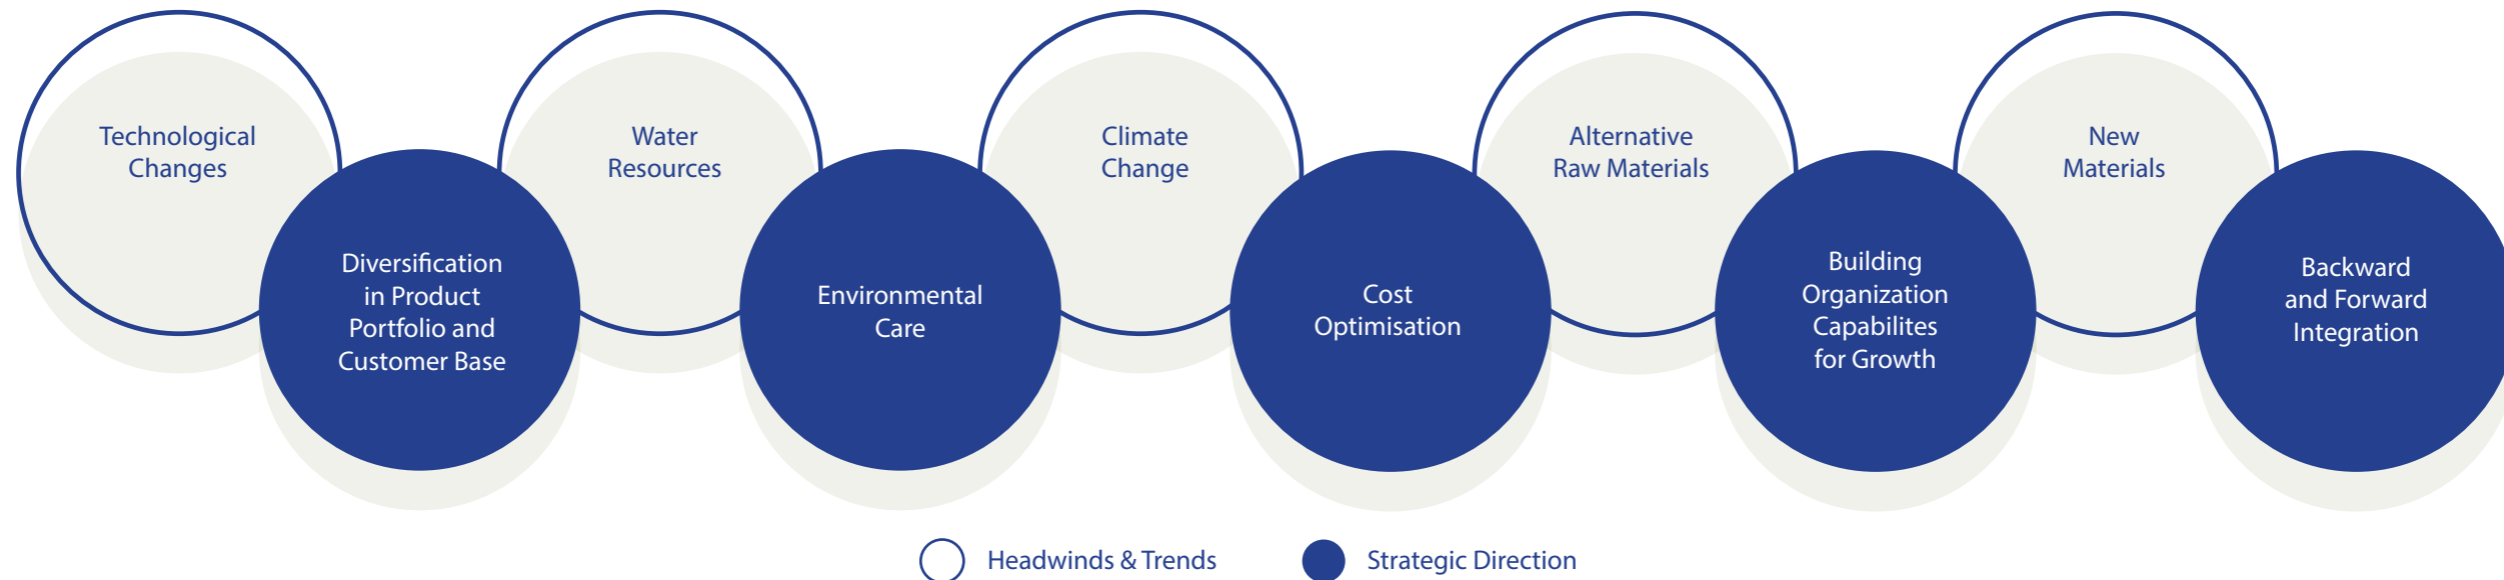 Technological
Changes
Diversification
in Product
Portfolio and
Customer Base
Water
Resources
Environmental
Care
Climate
Change
Cost
Optimisation
Alternative
Raw Materials
Building
Organization
Capabilites
for Growth
New
Materials
Backward
and Forward
Integration
Headwinds & Trends
Strategic Direction